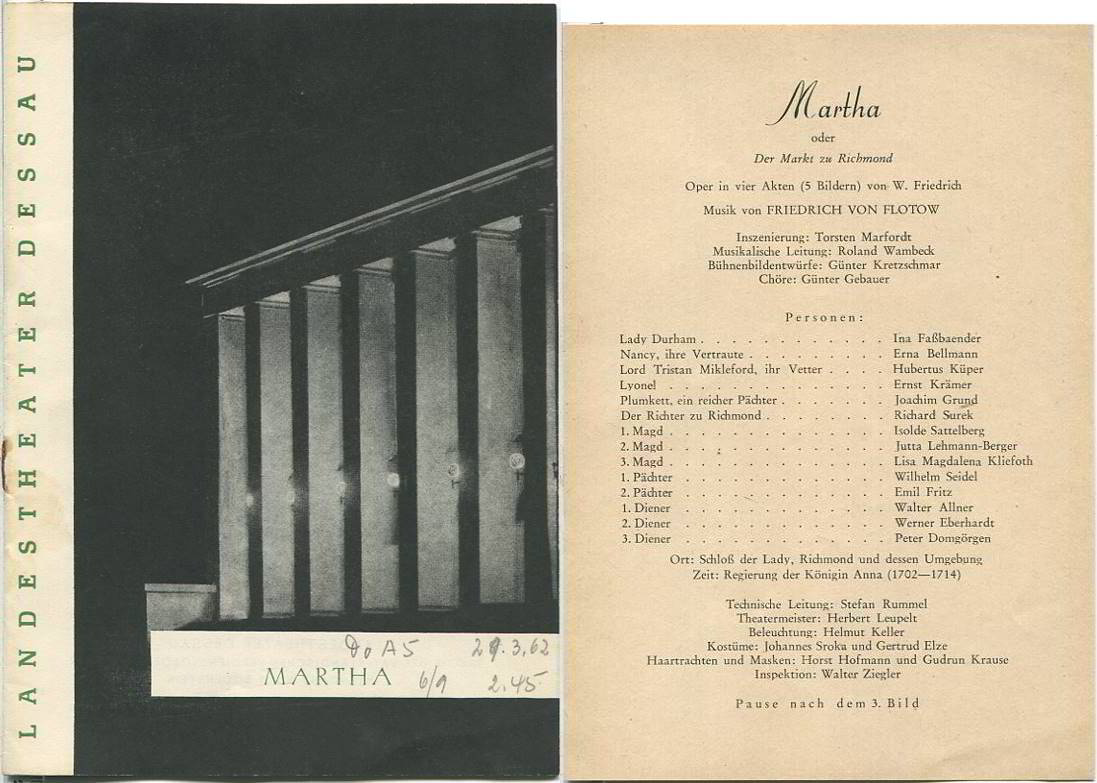 LANDESTHEATER DESSAU
Do A5 29.3.62
MARTHA 6/9 2.45
Martha
oder
Der Markt zu Richmond
Oper in vier Akten (5 Bildern) von W. Friedrich
Musik von FRIEDRICH VON FLOTOW
Inszenierung: Torsten Marfordt
Musikalische Leitung: Roland Wambeck
Bühnenbildentwürfe: Günter Kretzschmar
Chöre: Günter Gebauer
Personen:
Lady Durham . . . . . . . . . . . . Ina Faßbaender
Nancy, ihre Vertraute . . . . . . . . . Erna Bellmann
Lord Tristan Mikleford, ihr Vetter . . . . Hubertus Küper
Lyonel . . . . . . . . . . . . . . Ernst Krämer
Plumkett, ein reicher Pächter . . . . . . . Joachim Grund
Der Richter zu Richmond . . . . . . . . Richard Surek
1. Magd . . . . . . . . . . . . . . Isolde Sattelberg
2. Magd . . . . . . . . . . . . . . Jutta Lehmann-Berger
3. Magd . . . . . . . . . . . . . . Lisa Magdalena Kliefoth
1. Pächter . . . . . . . . . . . . . Wilhelm Seidel
2. Pächter . . . . . . . . . . . . . Emil Fritz
1. Diener . . . . . . . . . . . . . Walter Allner
2. Diener . . . . . . . . . . . . . Werner Eberhardt
3. Diener . . . . . . . . . . . . . Peter Domgörgen
Ort: Schloß der Lady, Richmond und dessen Umgebung
Zeit: Regierung der Königin Anna (1702—1714)
Technische Leitung: Stefan Rummel
Theatermeister: Herbert Leupelt
Beleuchtung: Helmut Keller
Kostüme: Johannes Sroka und Gertrud Elze
Haartrachten und Masken: Horst Hofmann und Gudrun Krause
Inspektion: Walter Ziegler
Pause nach dem 3. Bild